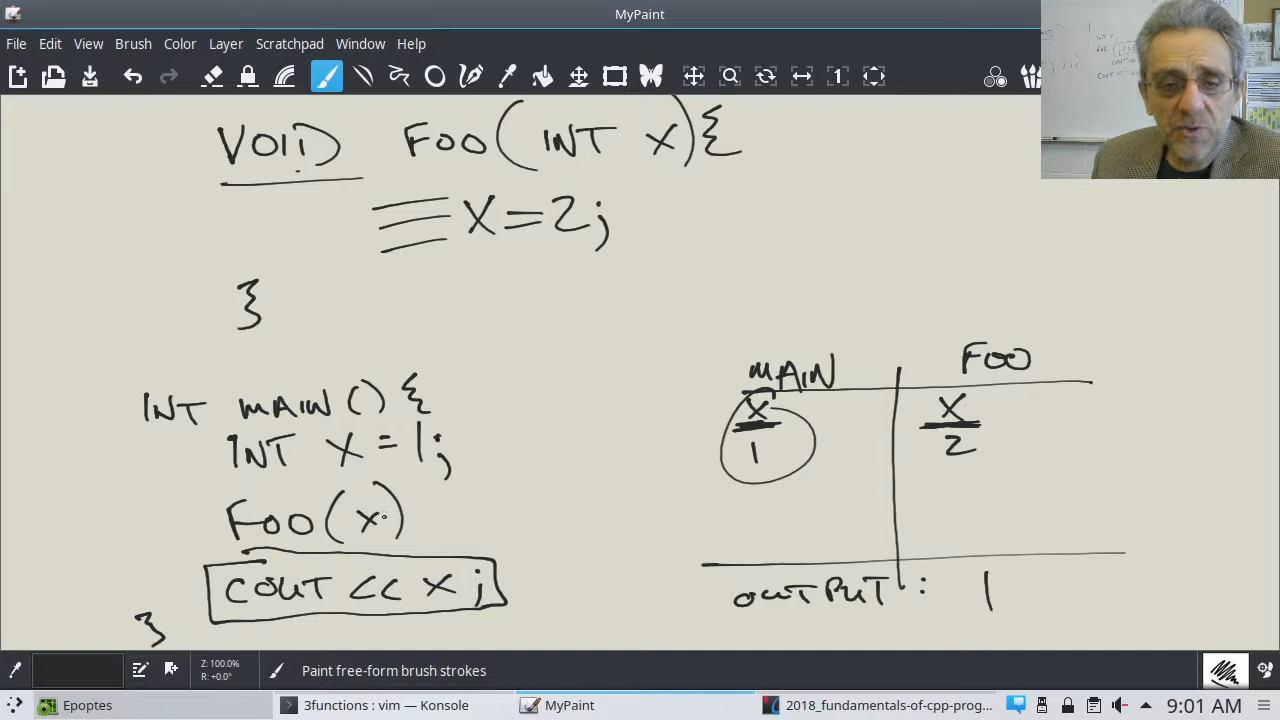 MyPaint
File Edit View Brush Color Layer Scratchpad Window Help
VOID FOO(INT X){
X=2;
}
INT MAIN(){
INT X=1;
FOO(X)
COUT << X;
}
MAIN FOO
X X
1 2
OUTPUT: 1
Z: 100.0%
R: +0.0°
Paint free-form brush strokes
Epoptes
3functions : vim — Konsole
MyPaint
2018_fundamentals-of-cpp-prog...
9:01 AM